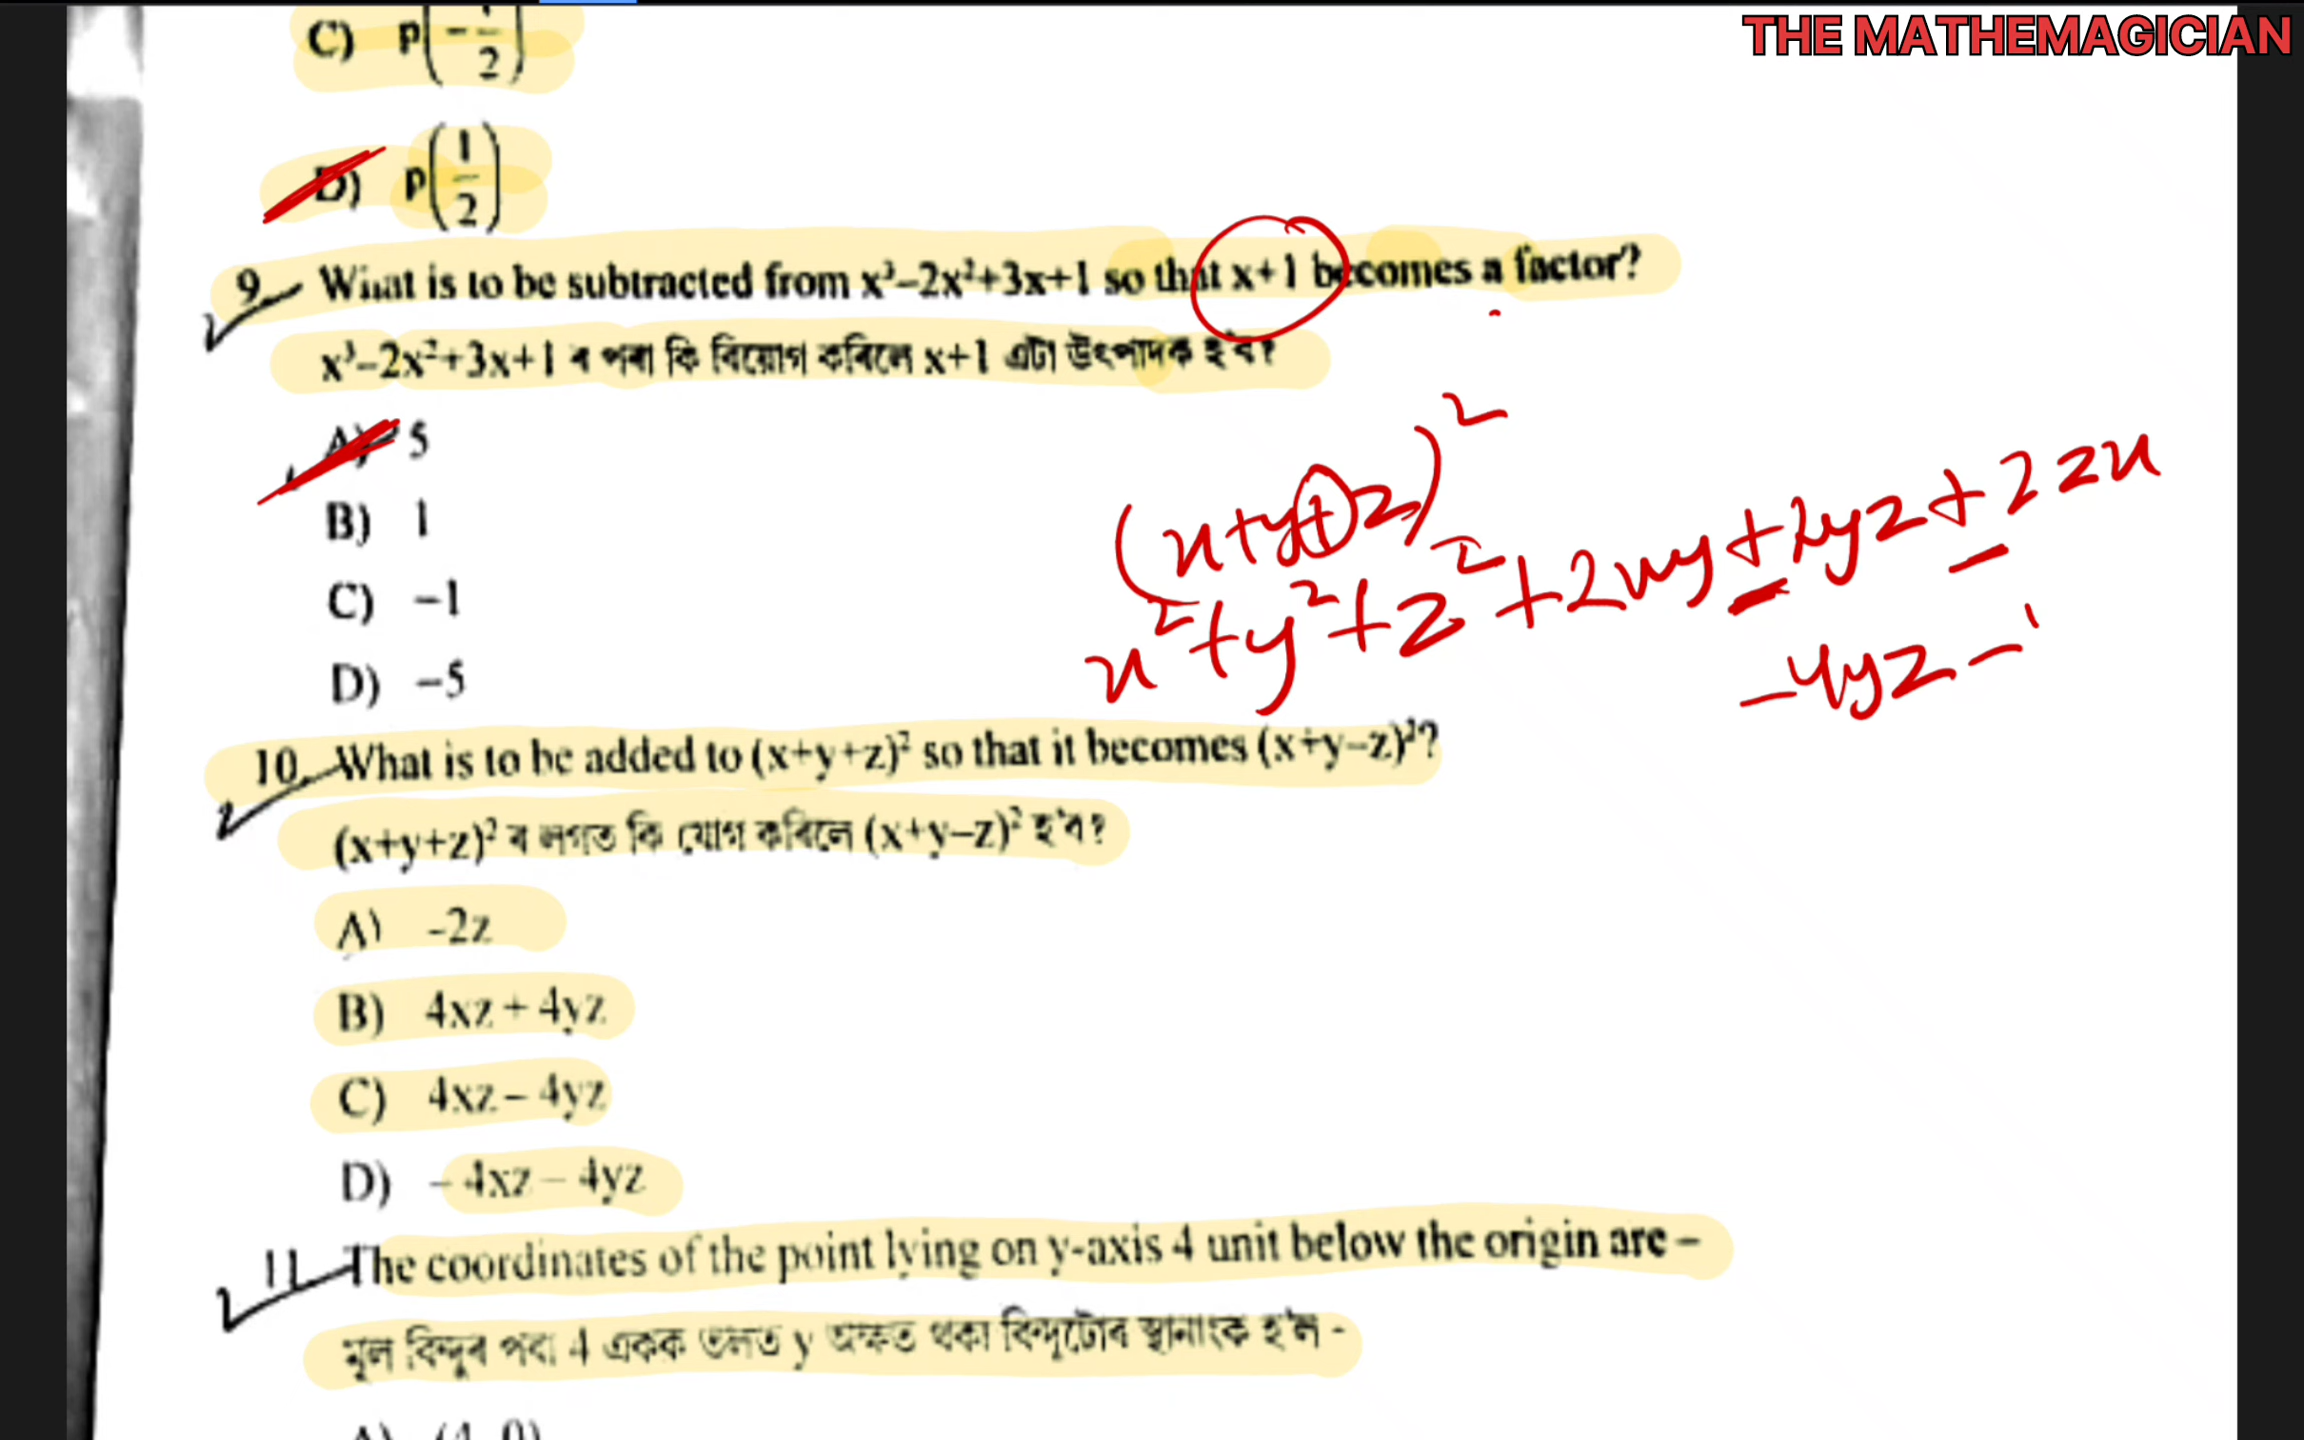 THE MATHEMAGICIAN
C) p(-1/2)
D) p(1/2)
9. What is to be subtracted from x³–2x²+3x+1 so that x+1 becomes a factor?
x³–2x²+3x+1 ৰ পৰা কি বিয়োগ কৰিলে x+1 এটা উৎপাদক হ'ব?
A) -5
B) 1
C) –1
D) –5
(x+y+z)²
x²+y²+z²+2xy+2yz+2zx
-4yz -
10. What is to be added to (x+y+z)² so that it becomes (x+y–z)²?
(x+y+z)² ৰ লগত কি যোগ কৰিলে (x+y–z)² হ'ব?
A) -2z
B) 4xz + 4yz
C) 4xz – 4yz
D) – 4xz – 4yz
11. The coordinates of the point lying on y-axis 4 unit below the origin are –
মূল বিন্দুৰ পৰা 4 একক তলত y অক্ষত থকা বিন্দুটোৰ স্থানাংক হ'ল -